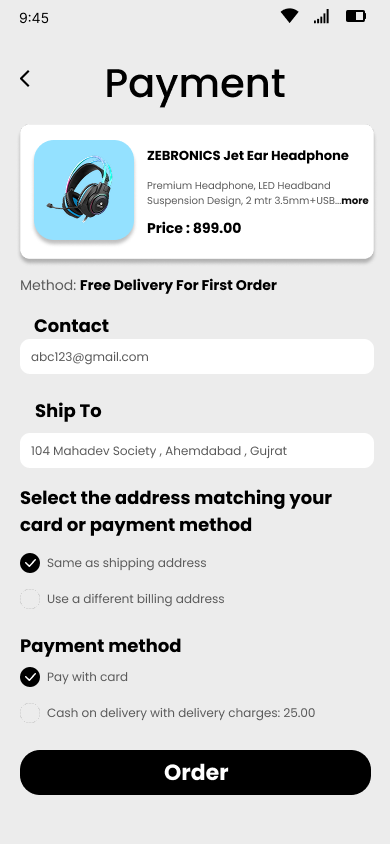 9:45
Payment
ZEBRONICS Jet Ear Headphone
Premium Headphone, LED Headband
Suspension Design, 2 mtr 3.5mm+USB...more
Price : 899.00
Method: Free Delivery For First Order
Contact
abc123@gmail.com
Ship To
104 Mahadev Society , Ahemdabad , Gujrat
Select the address matching your
card or payment method
Same as shipping address
Use a different billing address
Payment method
Pay with card
Cash on delivery with delivery charges: 25.00
Order